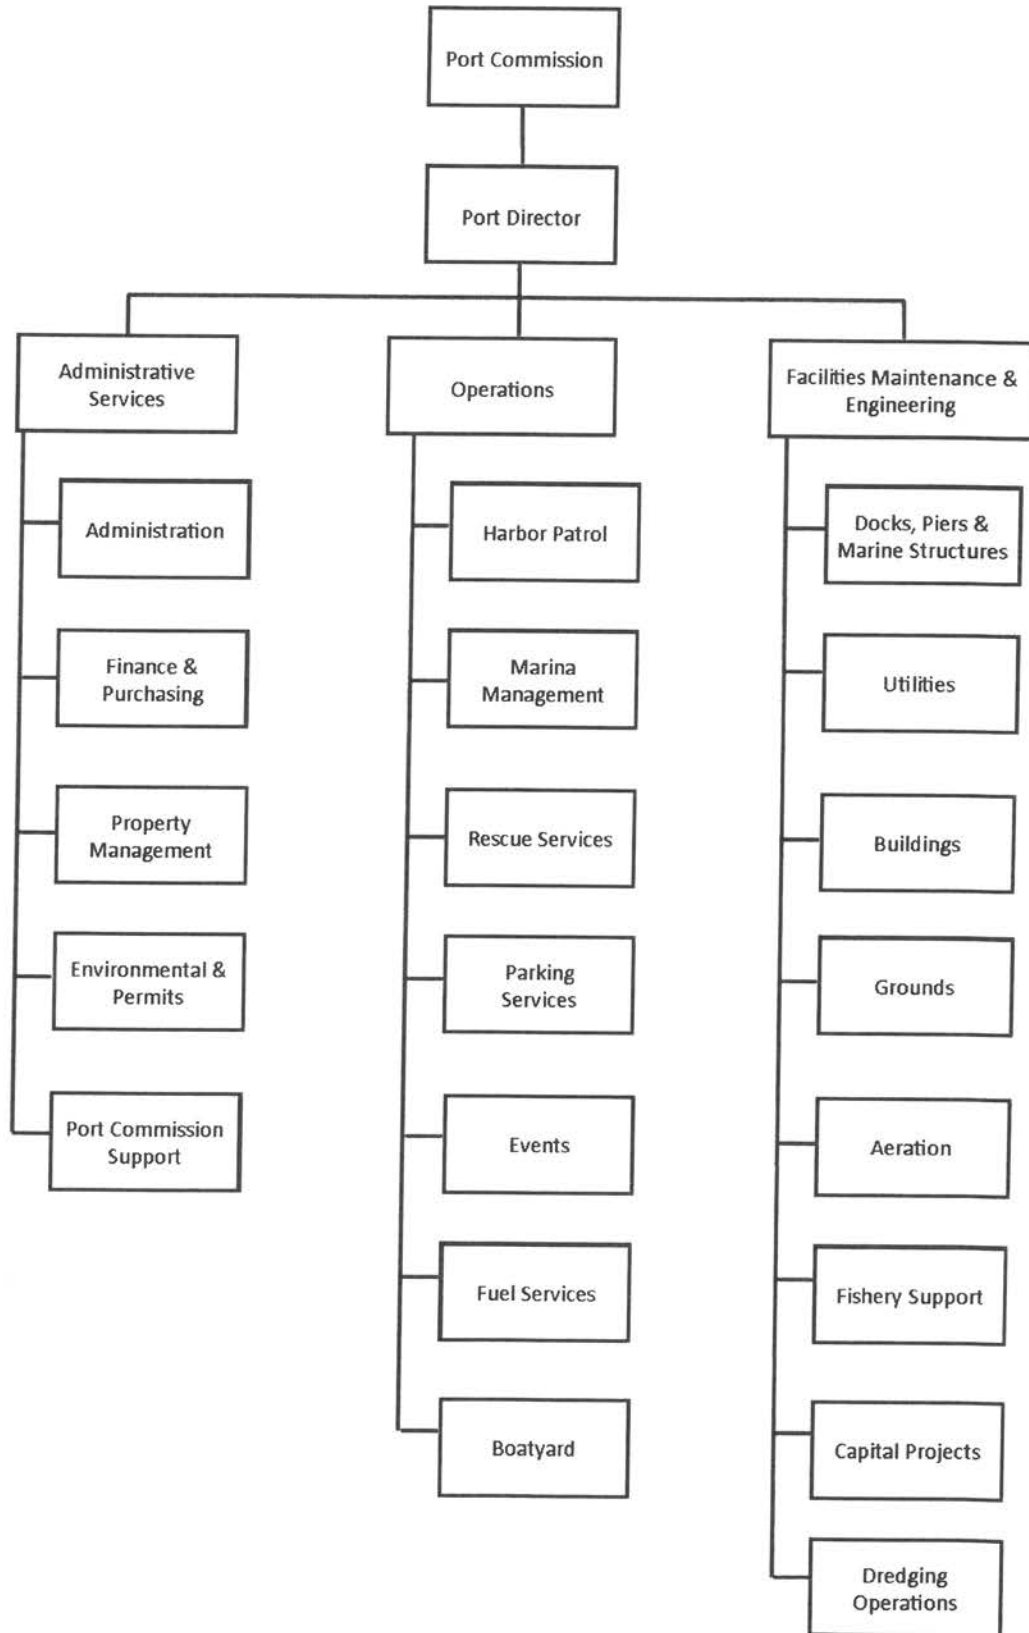 Port Commission
Port Director
Administrative
Services
Administration
Finance &
Purchasing
Property
Management
Environmental &
Permits
Port Commission
Support
Operations
Harbor Patrol
Marina
Management
Rescue Services
Parking
Services
Events
Fuel Services
Boatyard
Facilities Maintenance &
Engineering
Docks, Piers &
Marine Structures
Utilities
Buildings
Grounds
Aeration
Fishery Support
Capital Projects
Dredging
Operations